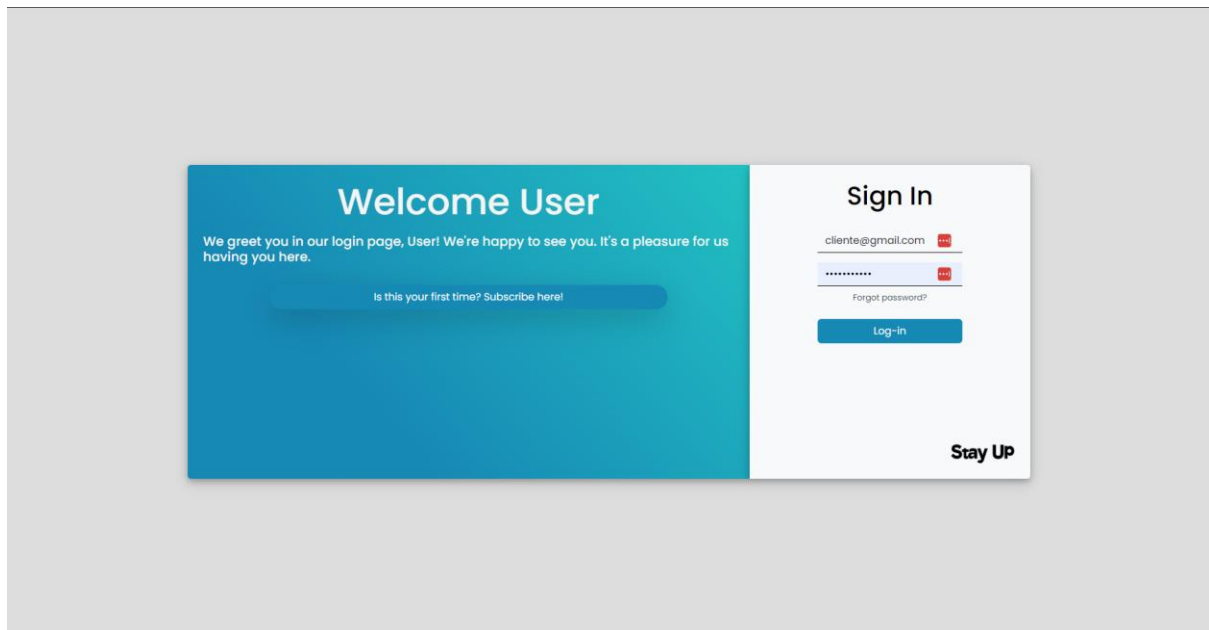 Welcome User
We greet you in our login page, User! We're happy to see you. It's a pleasure for us
having you here.
Is this your first time? Subscribe here!
Sign In
cliente@gmail.com
•••••••••••
Forgot password?
Log-in
Stay UP